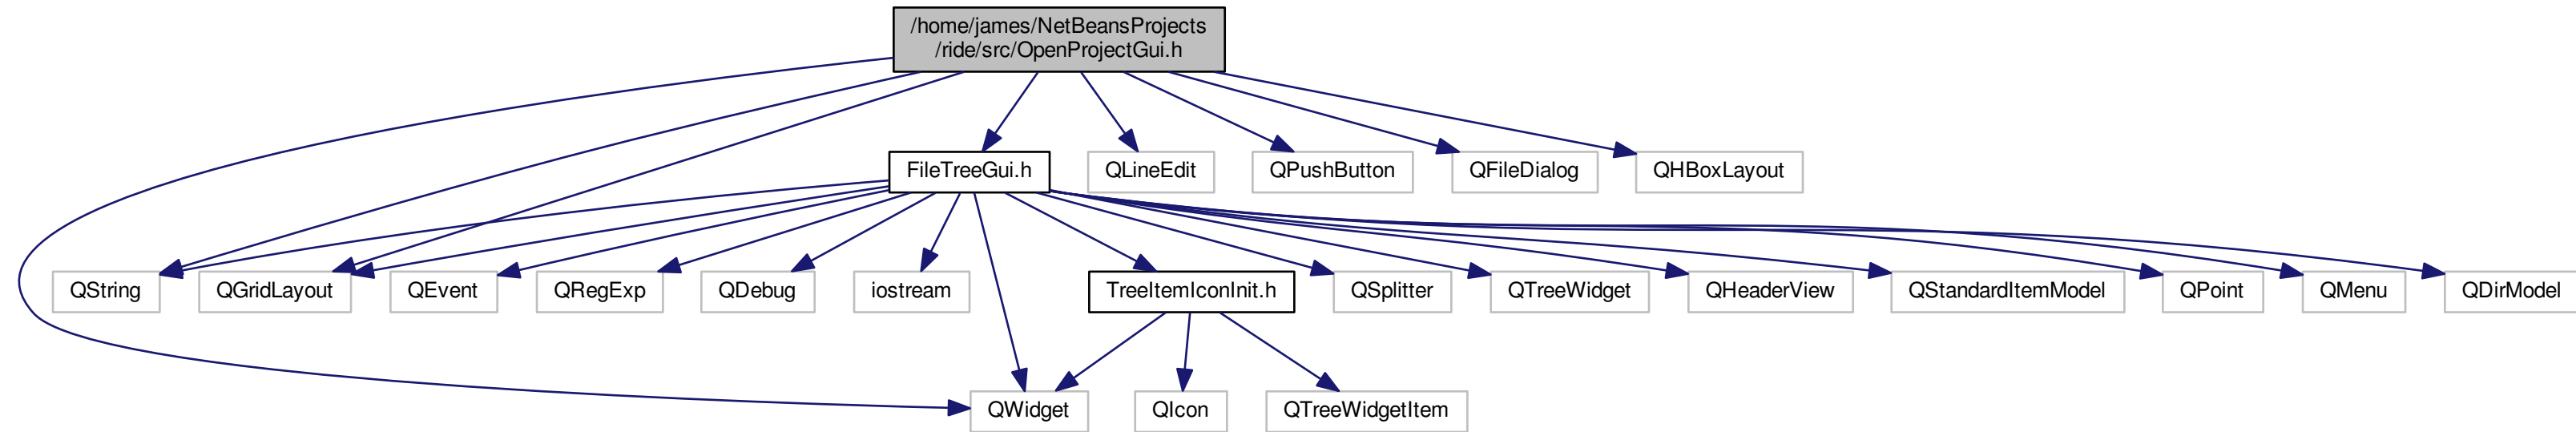 /home/james/NetBeansProjects
/ride/src/OpenProjectGui.h
FileTreeGui.h
QLineEdit
QPushButton
QFileDialog
QHBoxLayout
QString
QGridLayout
QEvent
QRegExp
QDebug
iostream
TreeItemIconInit.h
QSplitter
QTreeWidget
QHeaderView
QStandardItemModel
QPoint
QMenu
QDirModel
QWidget
QIcon
QTreeWidgetItem